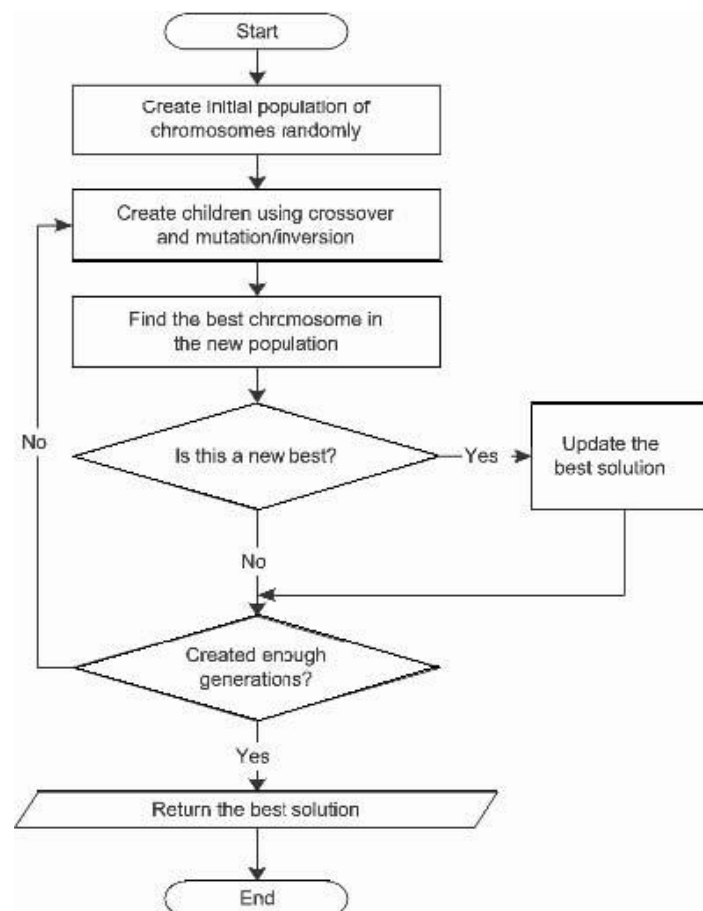 Start
Create initial population of
chromosomes randomly
Create children using crossover
and mutation/inversion
Find the best chromosome in
the new population
Is this a new best?
Yes
Update the
best solution
No
No
Created enough
generations?
Yes
Return the best solution
End